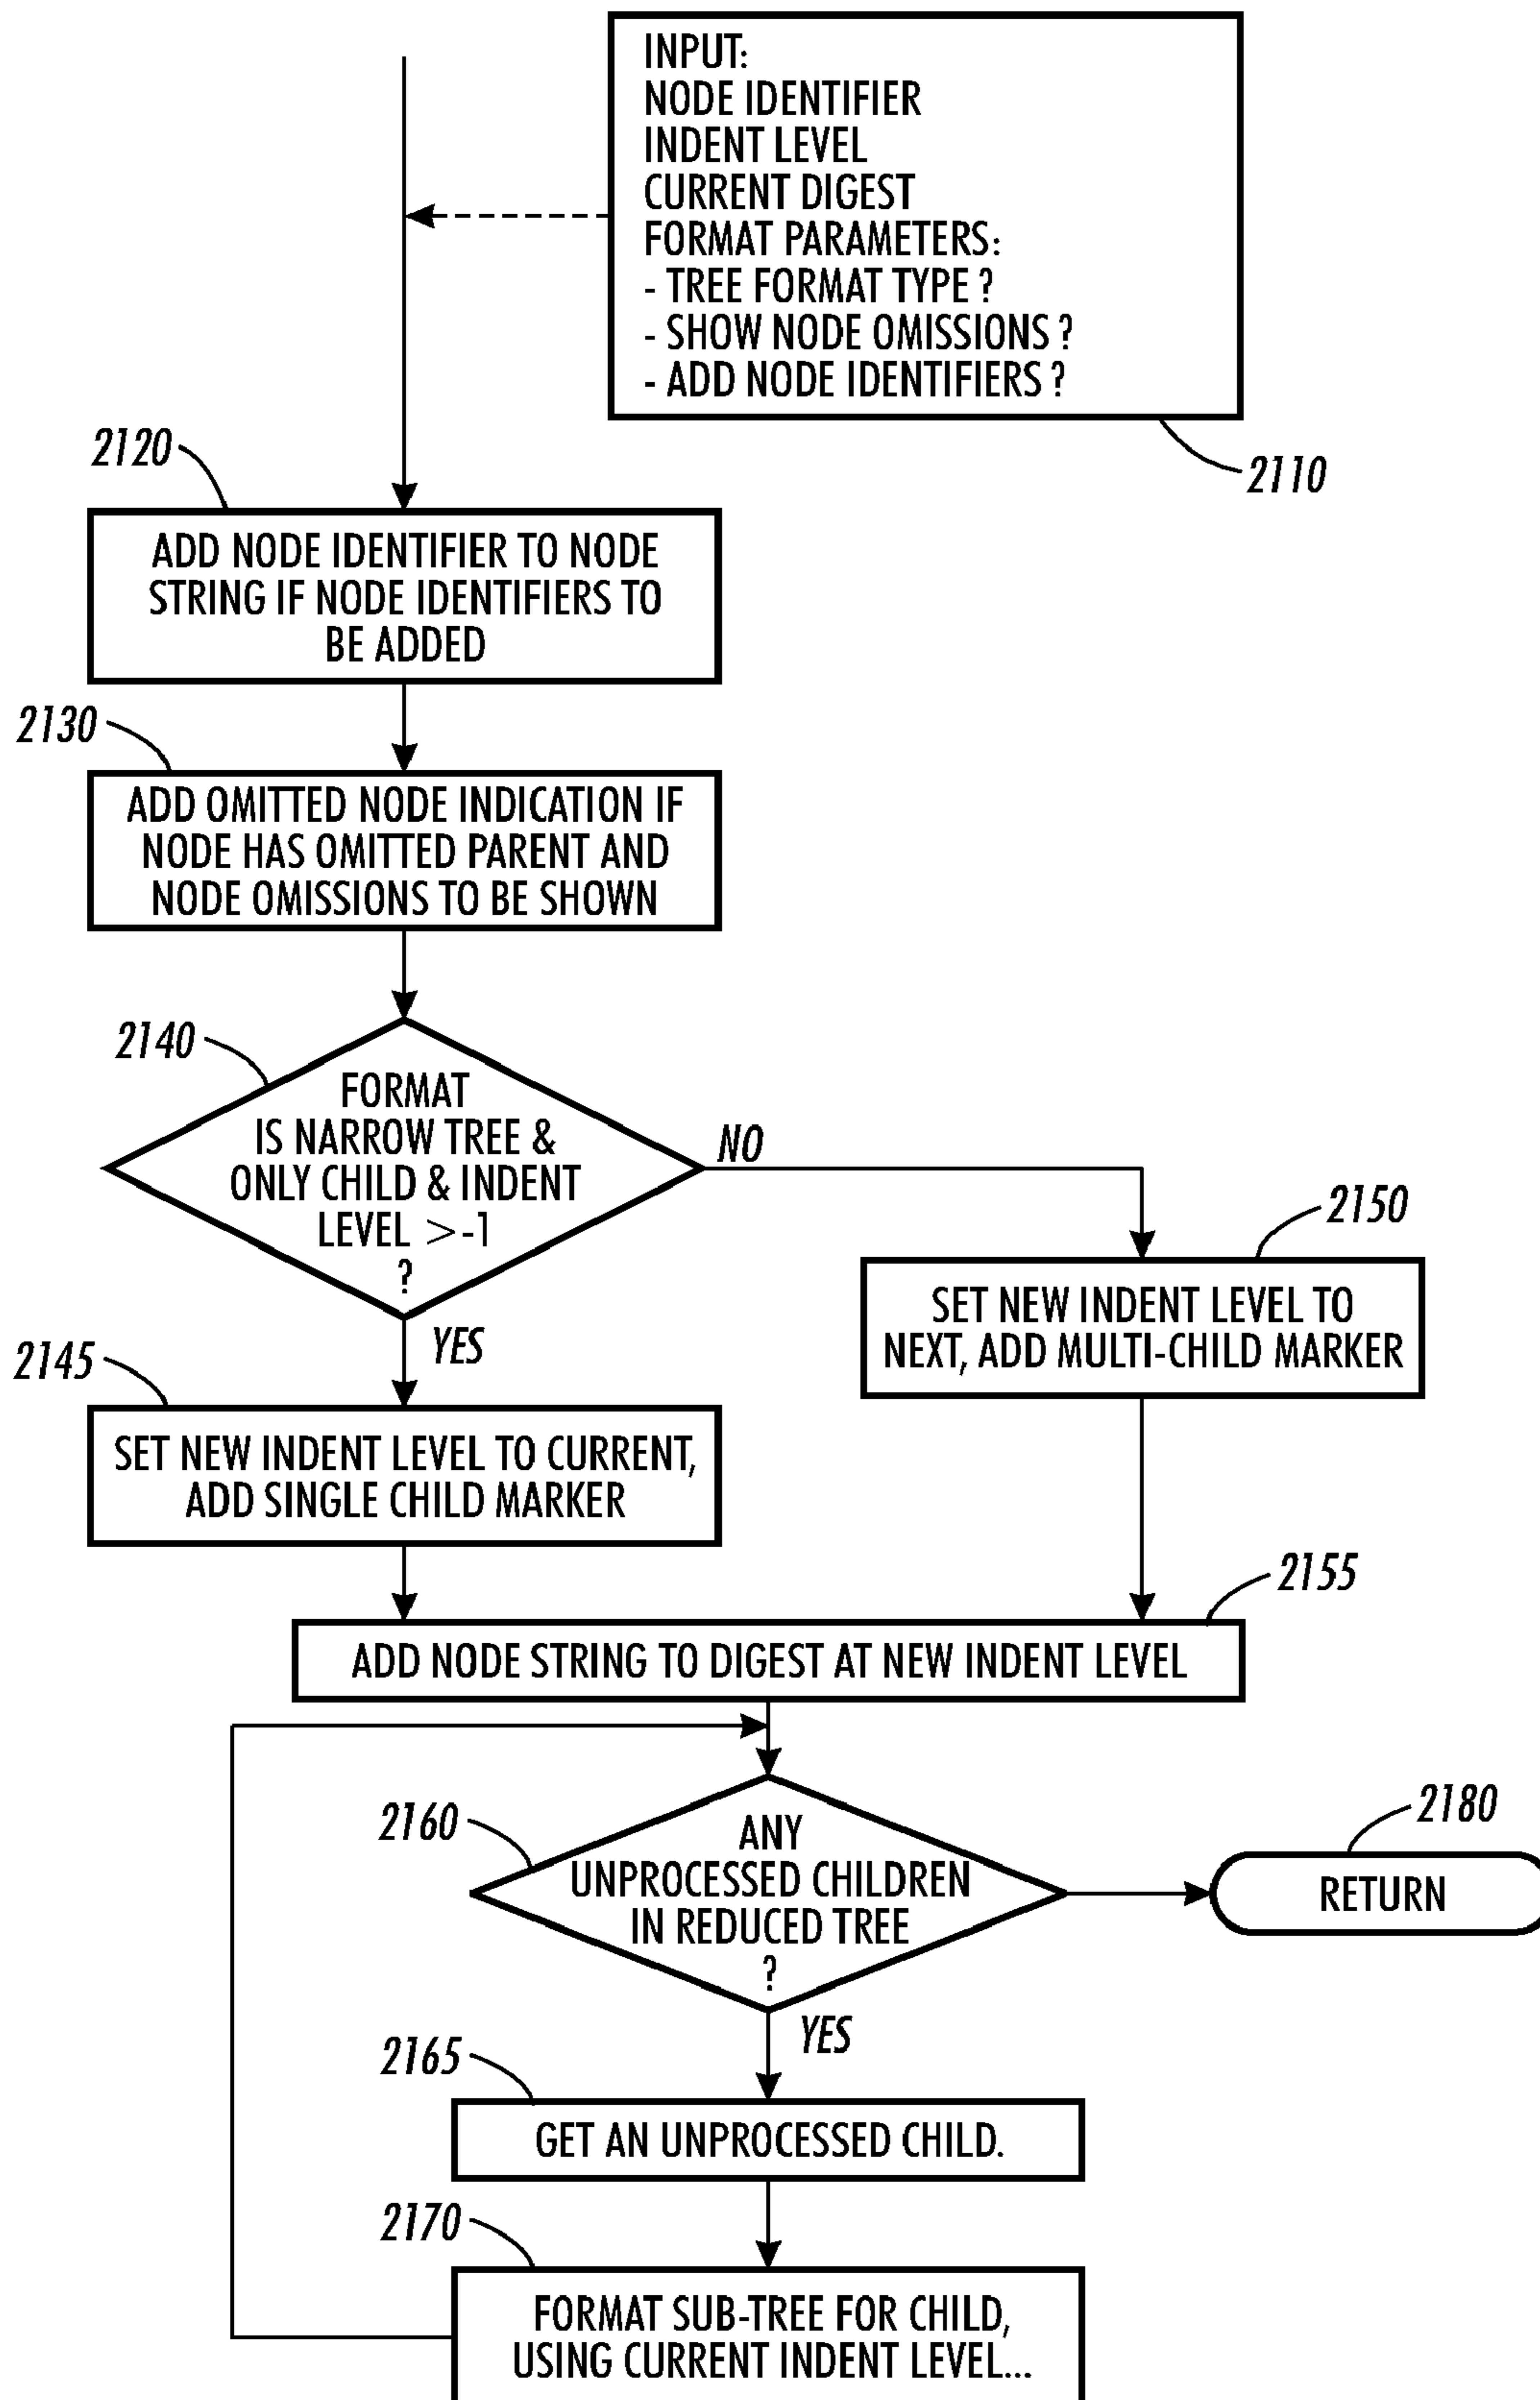 INPUT:
NODE IDENTIFIER
INDENT LEVEL
CURRENT DIGEST
FORMAT PARAMETERS:
- TREE FORMAT TYPE ?
- SHOW NODE OMISSIONS ?
- ADD NODE IDENTIFIERS ?
2110
2120
ADD NODE IDENTIFIER TO NODE
STRING IF NODE IDENTIFIERS TO
BE ADDED
2130
ADD OMITTED NODE INDICATION IF
NODE HAS OMITTED PARENT AND
NODE OMISSIONS TO BE SHOWN
2140
FORMAT
IS NARROW TREE &
ONLY CHILD & INDENT
LEVEL >-1
?
NO
YES
2150
SET NEW INDENT LEVEL TO
NEXT, ADD MULTI-CHILD MARKER
2145
SET NEW INDENT LEVEL TO CURRENT,
ADD SINGLE CHILD MARKER
2155
ADD NODE STRING TO DIGEST AT NEW INDENT LEVEL
2160
ANY
UNPROCESSED CHILDREN
IN REDUCED TREE
?
2180
RETURN
YES
2165
GET AN UNPROCESSED CHILD.
2170
FORMAT SUB-TREE FOR CHILD,
USING CURRENT INDENT LEVEL...